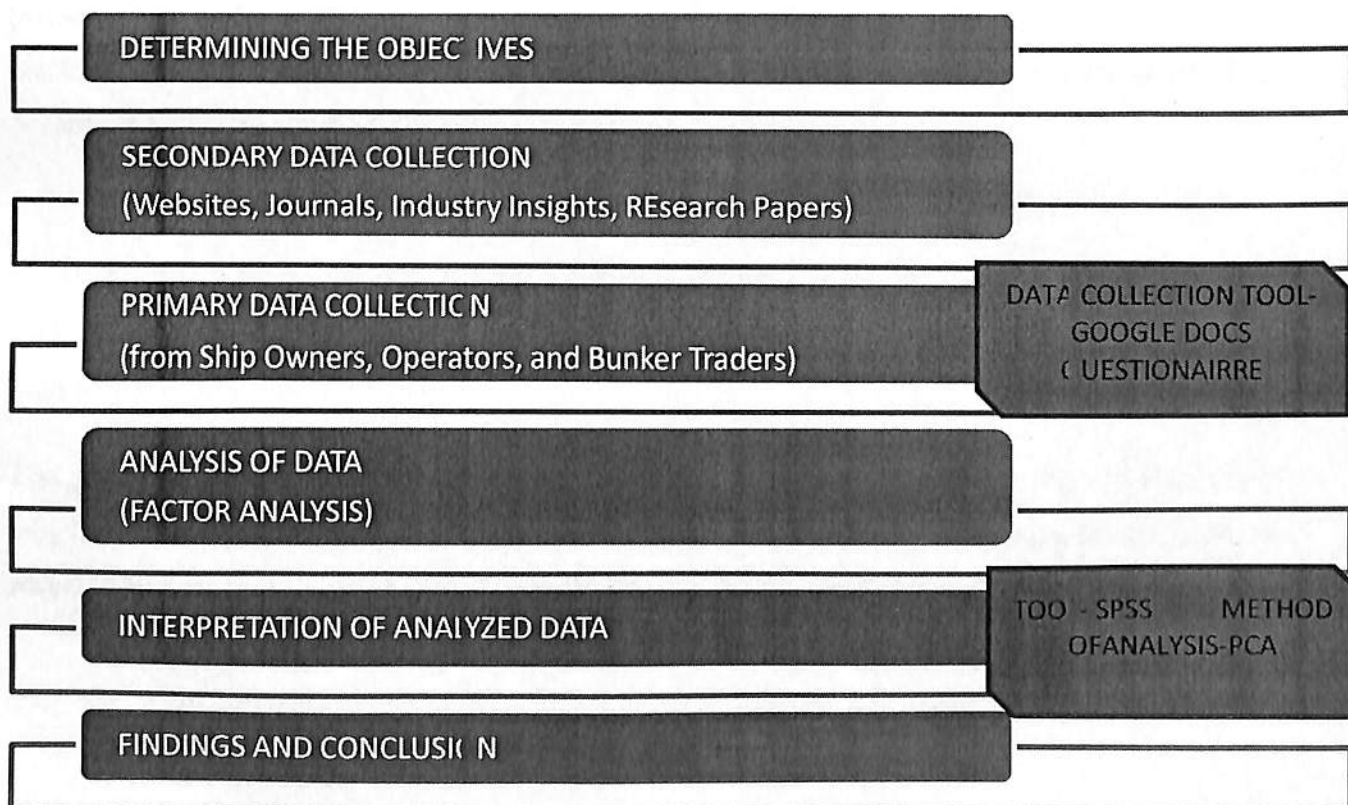 DETERMINING THE OBJEC IVES
SECONDARY DATA COLLECTION
(Websites, Journals, Industry Insights, REsearch Papers)
PRIMARY DATA COLLECTIC N
(from Ship Owners, Operators, and Bunker Traders)
DATA COLLECTION TOOL-
GOOGLE DOCS
( UESTIONAIRRE
ANALYSIS OF DATA
(FACTOR ANALYSIS)
INTERPRETATION OF ANALYZED DATA
TOO - SPSS METHOD
OFANALYSIS-PCA
FINDINGS AND CONCLUSI( N